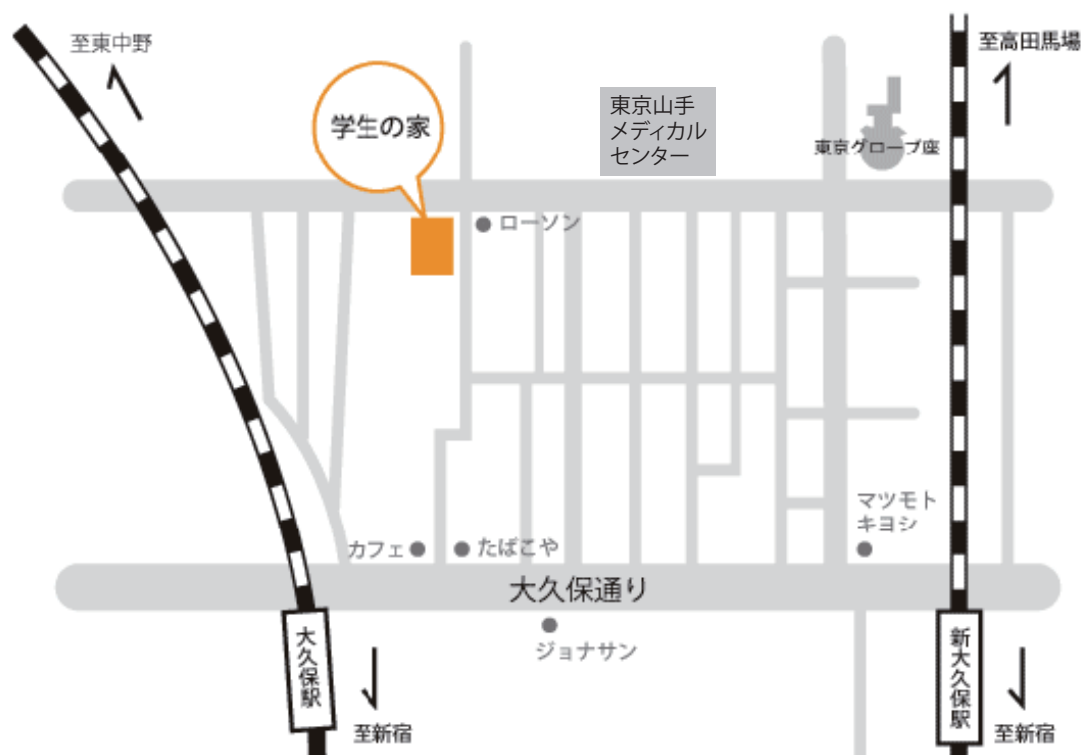 至東中野
至高田馬場
学生の家
東京山手
メディカル
センター
東京グローブ座
ローソン
マツモト
キヨシ
カフェ
たばこや
大久保通り
ジョナサン
大久保駅
新大久保駅
至新宿
至新宿